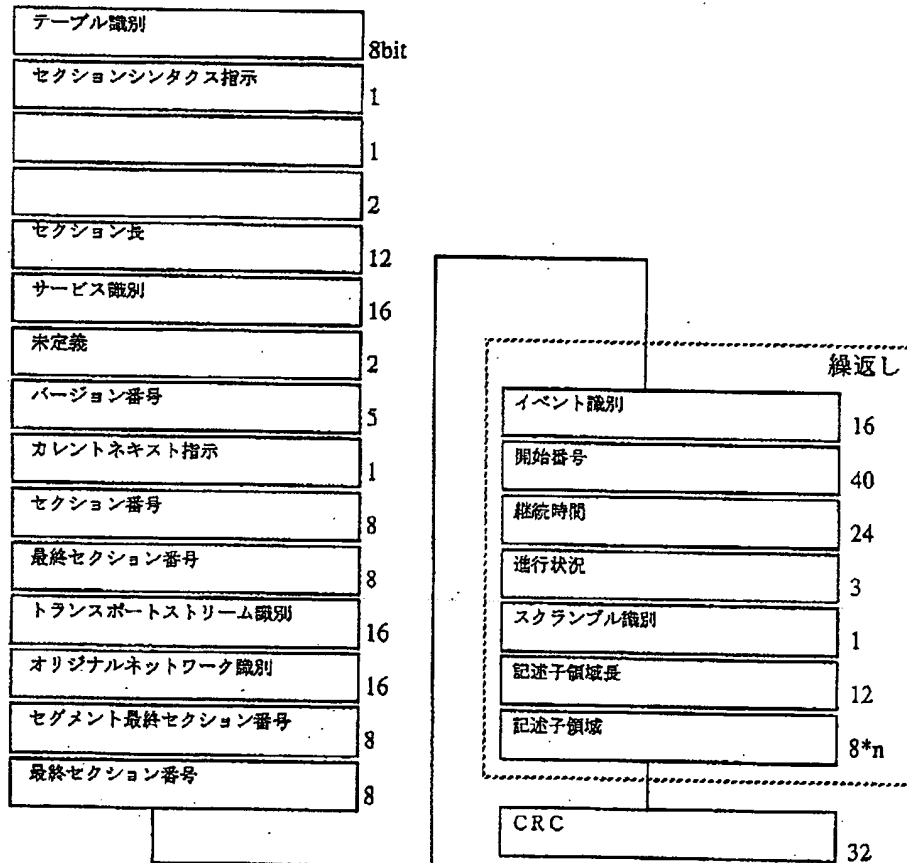 テーブル識別
8bit
セクションシンタクス指示
1
1
2
セクション長
12
サービス識別
16
未定義
2
バージョン番号
5
カレントネキスト指示
1
セクション番号
8
最終セクション番号
8
トランスポートストリーム識別
16
オリジナルネットワーク識別
16
セグメント最終セクション番号
8
最終セクション番号
8
繰返し
イベント識別
16
開始番号
40
継続時間
24
進行状況
3
スクランブル識別
1
記述子領域長
12
記述子領域
8*n
CRC
32